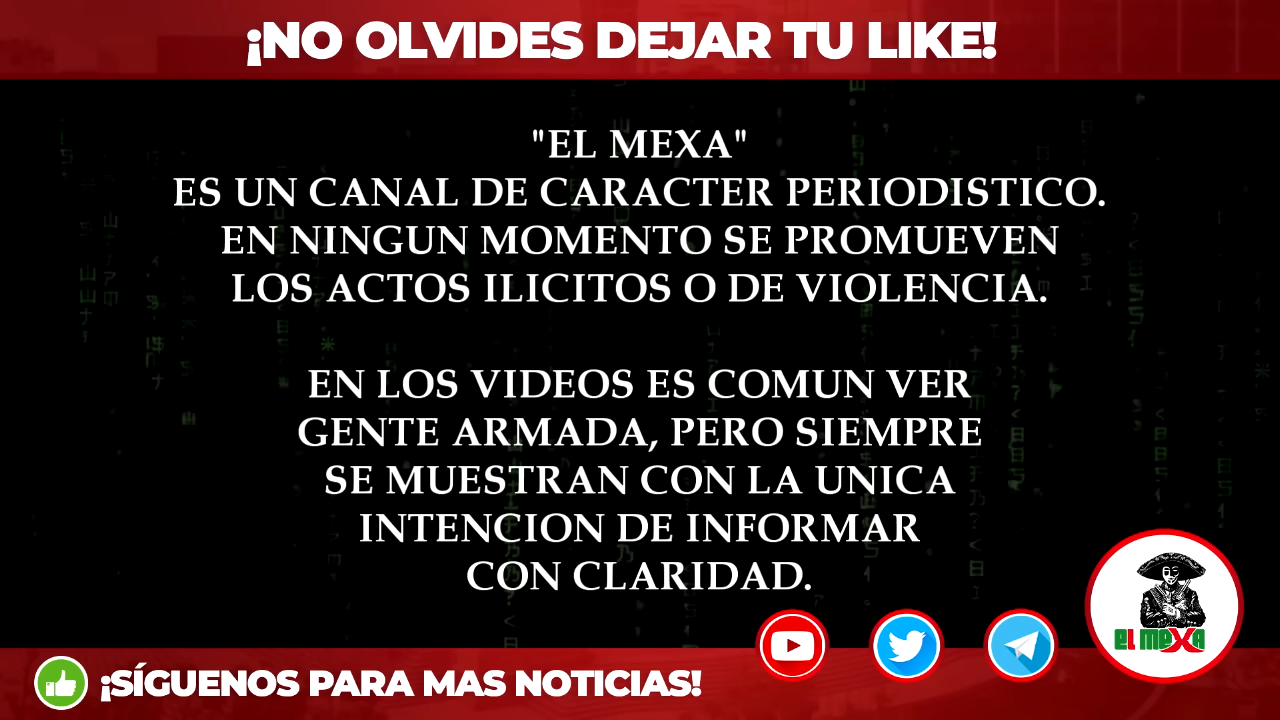 ¡NO OLVIDES DEJAR TU LIKE!
"EL MEXA"
ES UN CANAL DE CARACTER PERIODISTICO.
EN NINGUN MOMENTO SE PROMUEVEN
LOS ACTOS ILICITOS O DE VIOLENCIA.
EN LOS VIDEOS ES COMUN VER
GENTE ARMADA, PERO SIEMPRE
SE MUESTRAN CON LA UNICA
INTENCION DE INFORMAR
CON CLARIDAD.
el mexa
¡SÍGUENOS PARA MAS NOTICIAS!